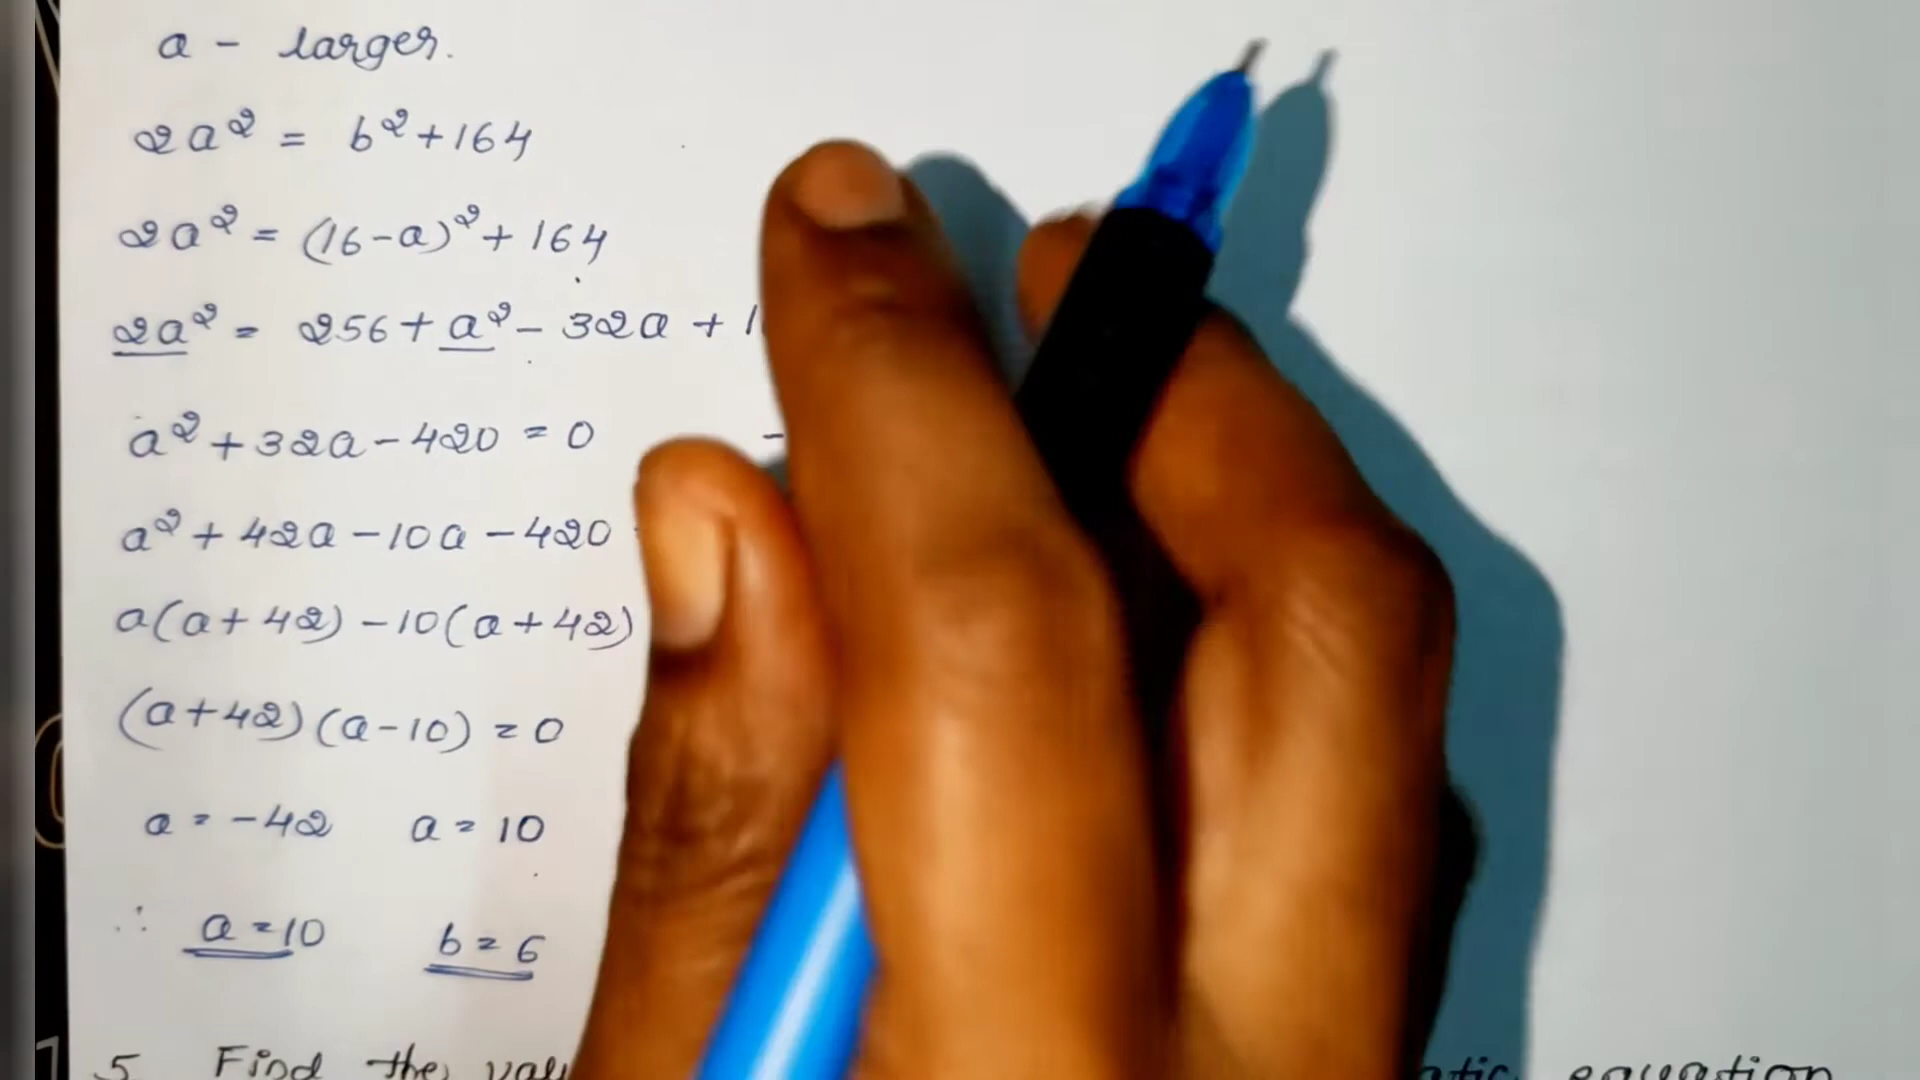 a - larger.
2a² = b²+164
2a² = (16-a)²+ 164
2a² = 256+a²- 32a + 1
a²+32a-420 = 0 -
a² + 42a -10a -420
a(a+42) -10(a+42)
(a+42)(a-10) = 0
a = -42 a = 10
∴ a = 10 b = 6
5. Find the equation